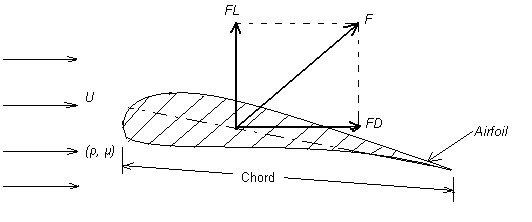 FL
F
U
FD
Airfoil
(ρ, μ)
Chord